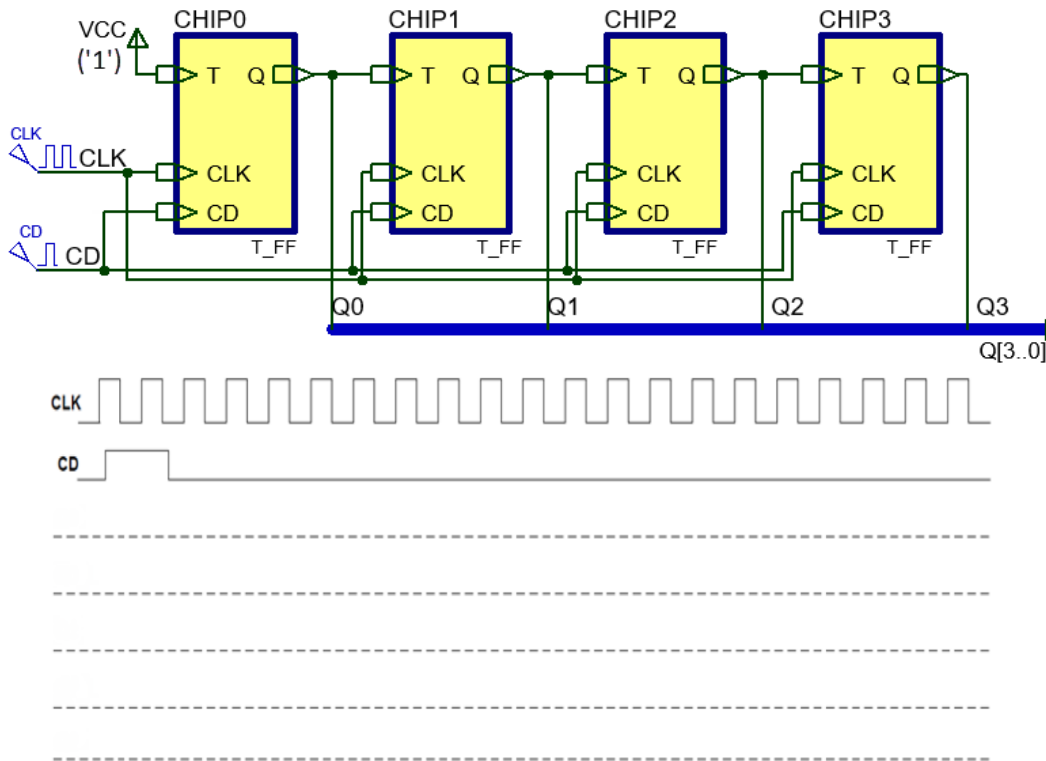 CHIP0 CHIP1 CHIP2 CHIP3
VCC
('1')
T Q T Q T Q T Q
CLK
CLK CLK CLK CLK CLK
CD CD CD CD
CD
CD
T_FF T_FF T_FF T_FF
Q0 Q1 Q2 Q3
Q[3..0]
CLK
CD